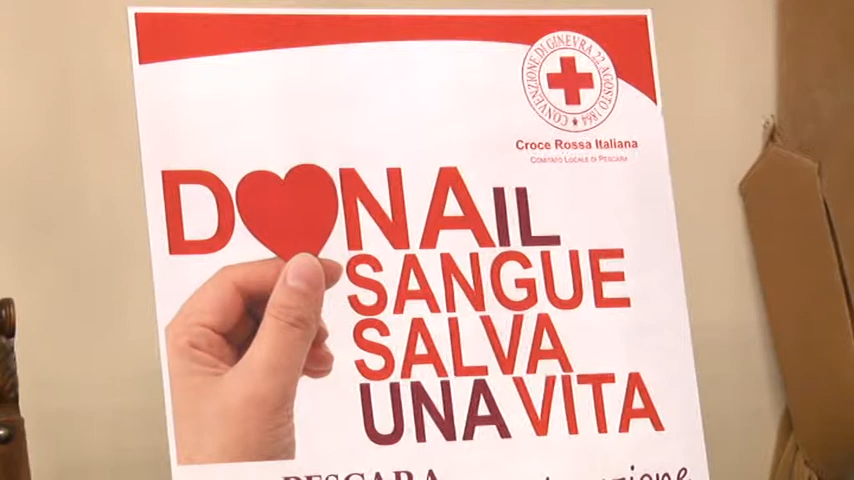 CONVENZIONE DI GINEVRA 22 AGOSTO 1864
Croce Rossa Italiana
COMITATO LOCALE DI PESCARA
DONA IL
SANGUE
SALVA
UNA VITA
PESCARA